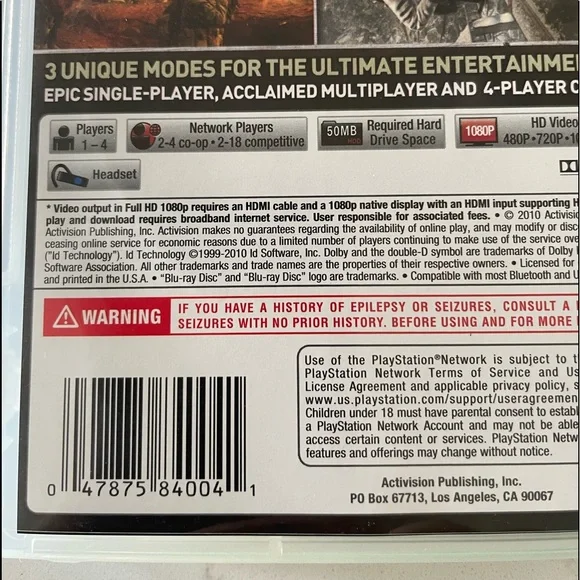 3 UNIQUE MODES FOR THE ULTIMATE ENTERTAINME
EPIC SINGLE-PLAYER, ACCLAIMED MULTIPLAYER AND 4-PLAYER C
Players
1 – 4
Network Players
2-4 co-op • 2-18 competitive
50MB
HDD
Required Hard
Drive Space
1080P
HD Video
480P•720P•10
Headset
* Video output in Full HD 1080p requires an HDMI cable and a 1080p native display with an HDMI input supporting H
play and download requires broadband internet service. User responsible for associated fees. • © 2010 Activisio
Activision Publishing, Inc. Activision makes no guarantees regarding the availability of online play, and may modify or disc
ceasing online service for economic reasons due to a limited number of players continuing to make use of the service ove
("Id Technology"). Id Technology ©1999-2010 Id Software, Inc. Dolby and the double-D symbol are trademarks of Dolby
Software Association. All other trademarks and trade names are the properties of their respective owners. • Licensed for
and printed in the U.S.A. • “Blu-ray Disc” and “Blu-ray Disc” logo are trademarks. • Compatible with most Bluetooth and U
WARNING
IF YOU HAVE A HISTORY OF EPILEPSY OR SEIZURES, CONSULT A
SEIZURES WITH NO PRIOR HISTORY. BEFORE USING AND FOR MORE
Use of the PlayStation®Network is subject to t
PlayStation Network Terms of Service and Us
License Agreement and applicable privacy policy, s
www.us.playstation.com/support/useragreemen
Children under 18 must have parental consent to establ
a PlayStation Network Account and may not be able
access certain content or services. PlayStation Netw
features and offerings may change without notice.
0 47875 84004 1
Activision Publishing, Inc.
PO Box 67713, Los Angeles, CA 90067